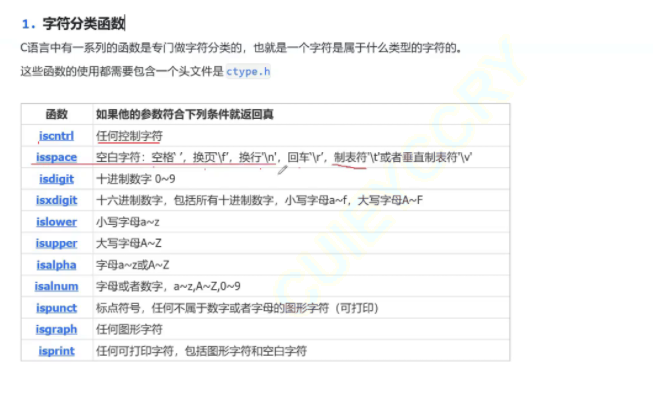 1. 字符分类函数
C语言中有一系列的函数是专门做字符分类的，也就是一个字符是属于什么类型的字符的。
这些函数的使用都需要包含一个头文件是 ctype.h
函数 如果他的参数符合下列条件就返回真
iscntrl 任何控制字符
isspace 空白字符：空格' '，换页'\f'，换行'\n'，回车'\r'，制表符'\t'或者垂直制表符'\v'
isdigit 十进制数字 0~9
isxdigit 十六进制数字，包括所有十进制数字，小写字母a~f，大写字母A~F
islower 小写字母a~z
isupper 大写字母A~Z
isalpha 字母a~z或A~Z
isalnum 字母或者数字，a~z,A~Z,0~9
ispunct 标点符号，任何不属于数字或者字母的图形字符（可打印）
isgraph 任何图形字符
isprint 任何可打印字符，包括图形字符和空白字符